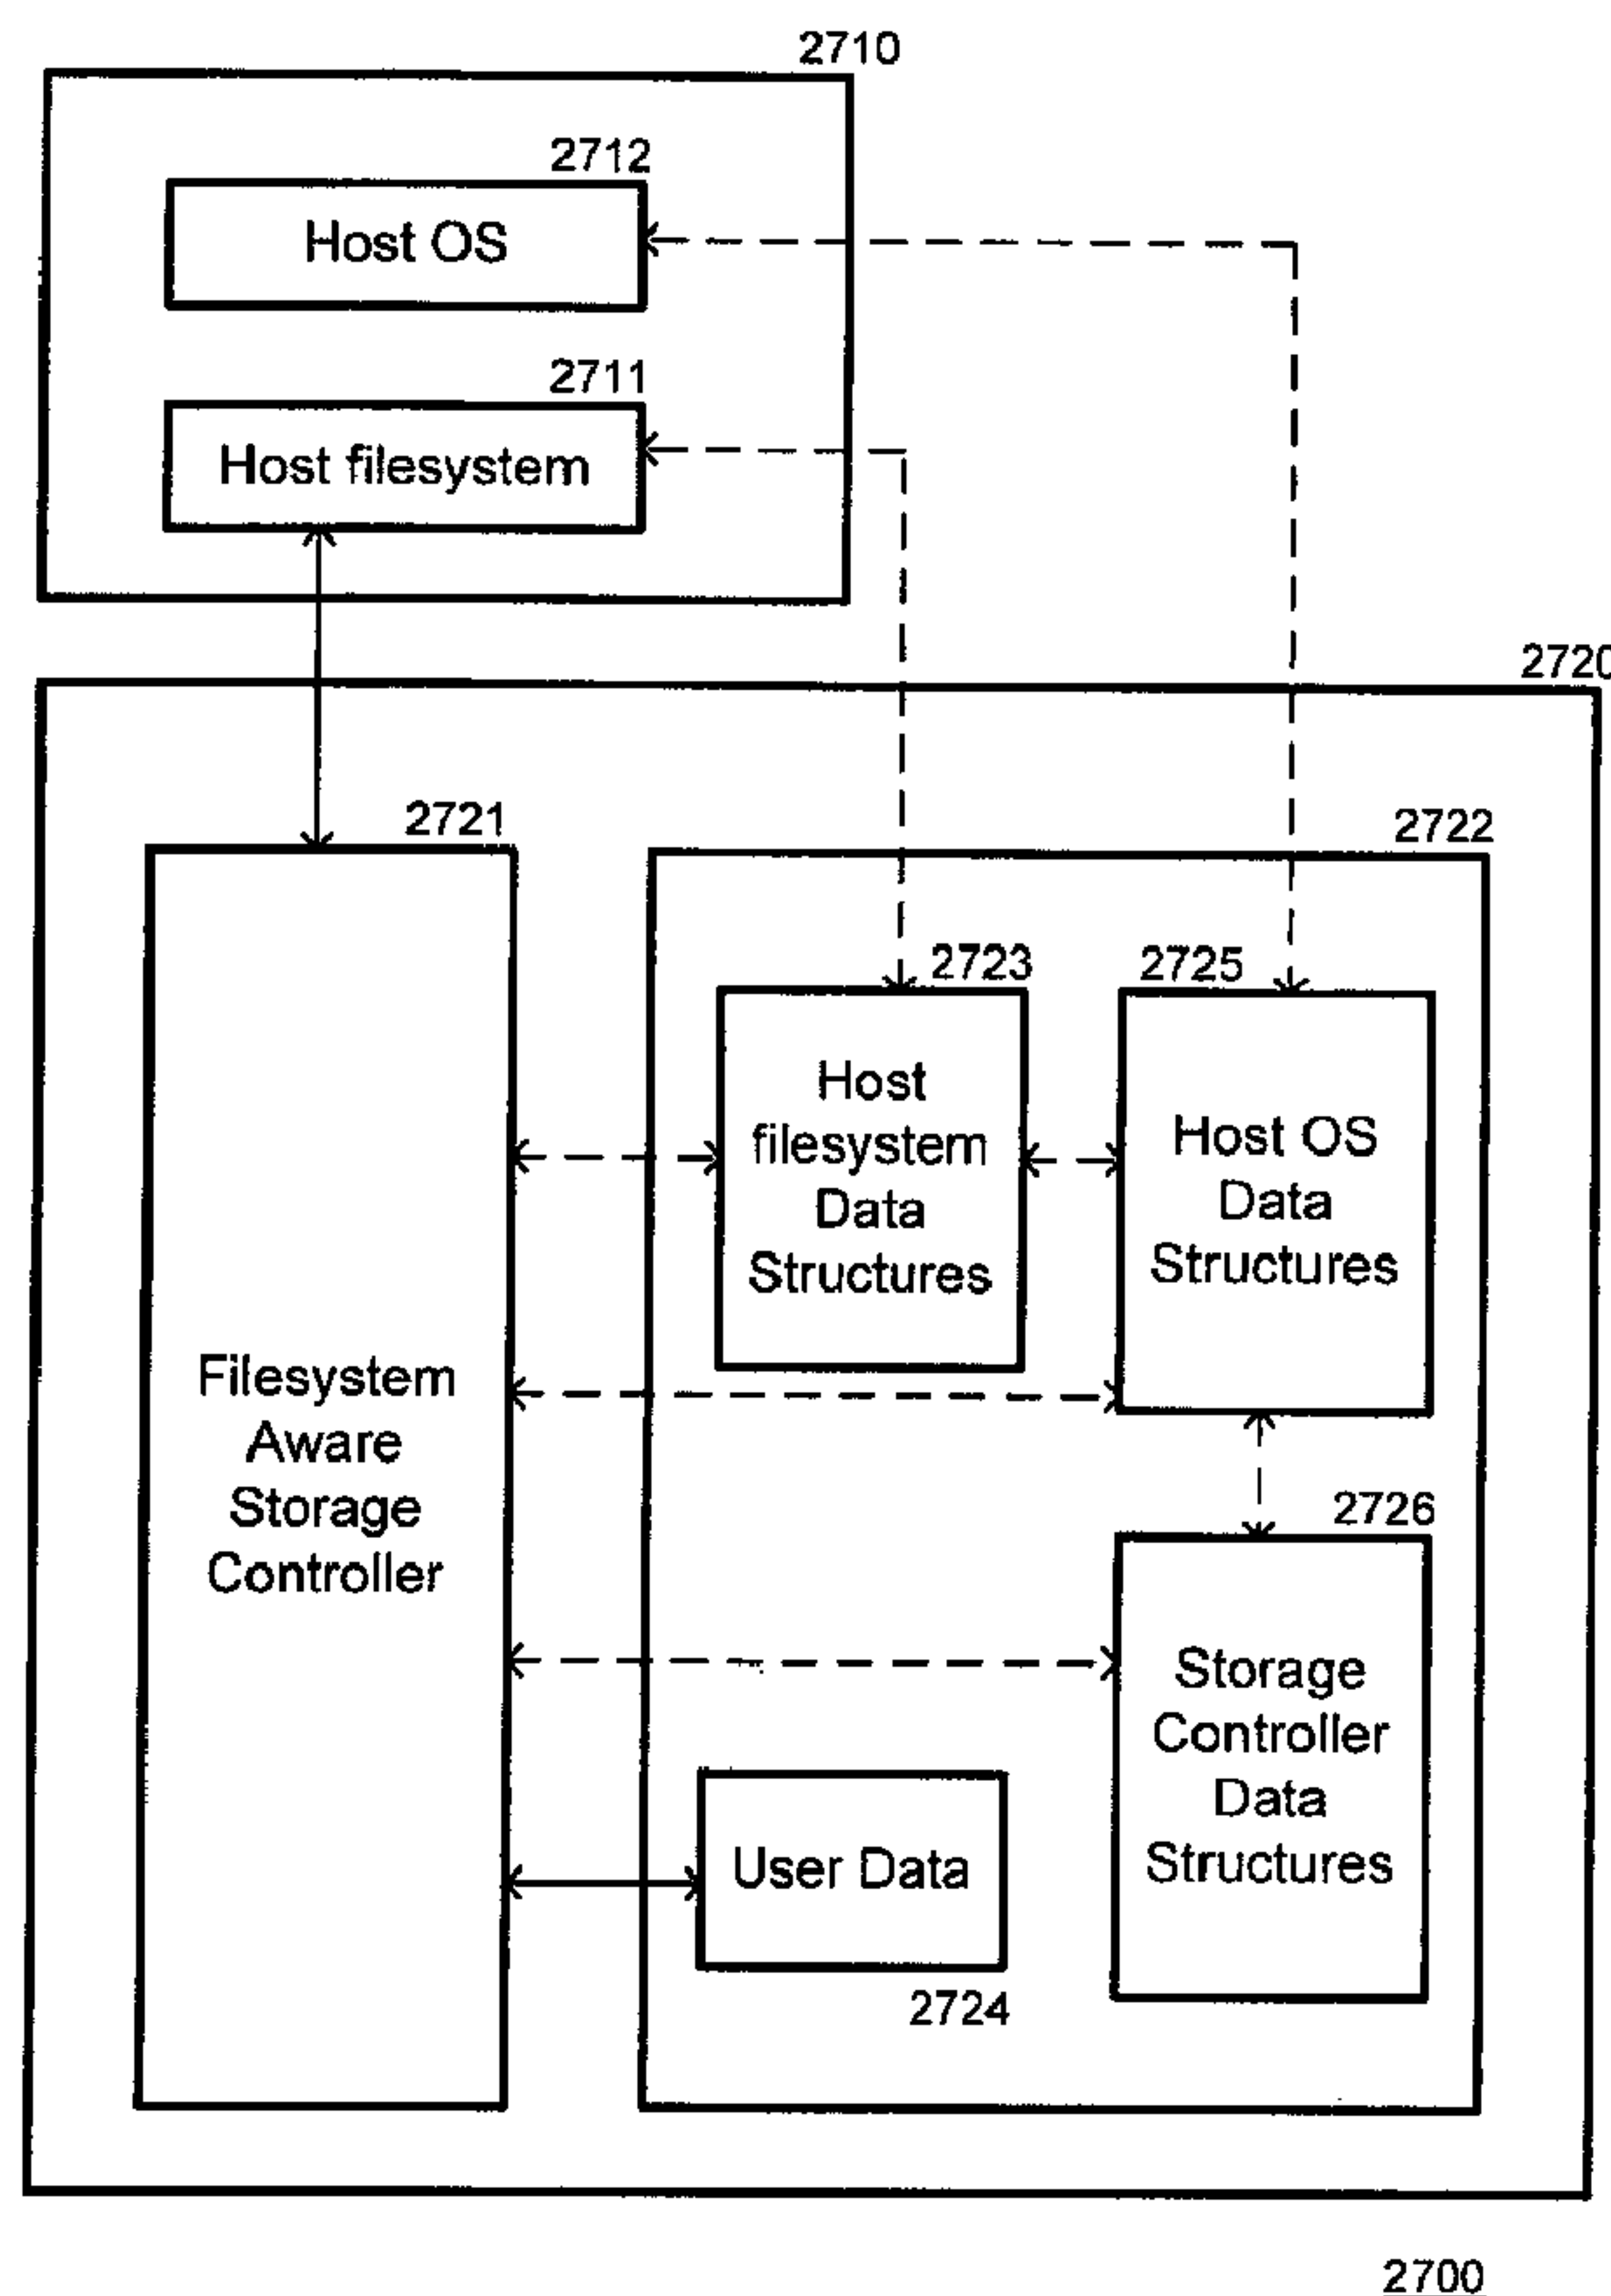 2710
2712
Host OS
2711
Host filesystem
2720
2721
2722
2723
2725
Host
filesystem
Data
Structures
Host OS
Data
Structures
Filesystem
Aware
Storage
Controller
2726
Storage
Controller
Data
Structures
User Data
2724
2700